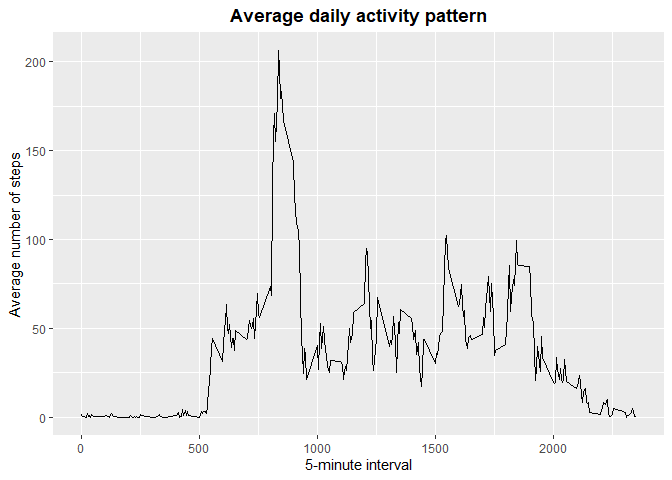 Average daily activity pattern
Average number of steps
200
150
100
50
0
0 500 1000 1500 2000
5-minute interval